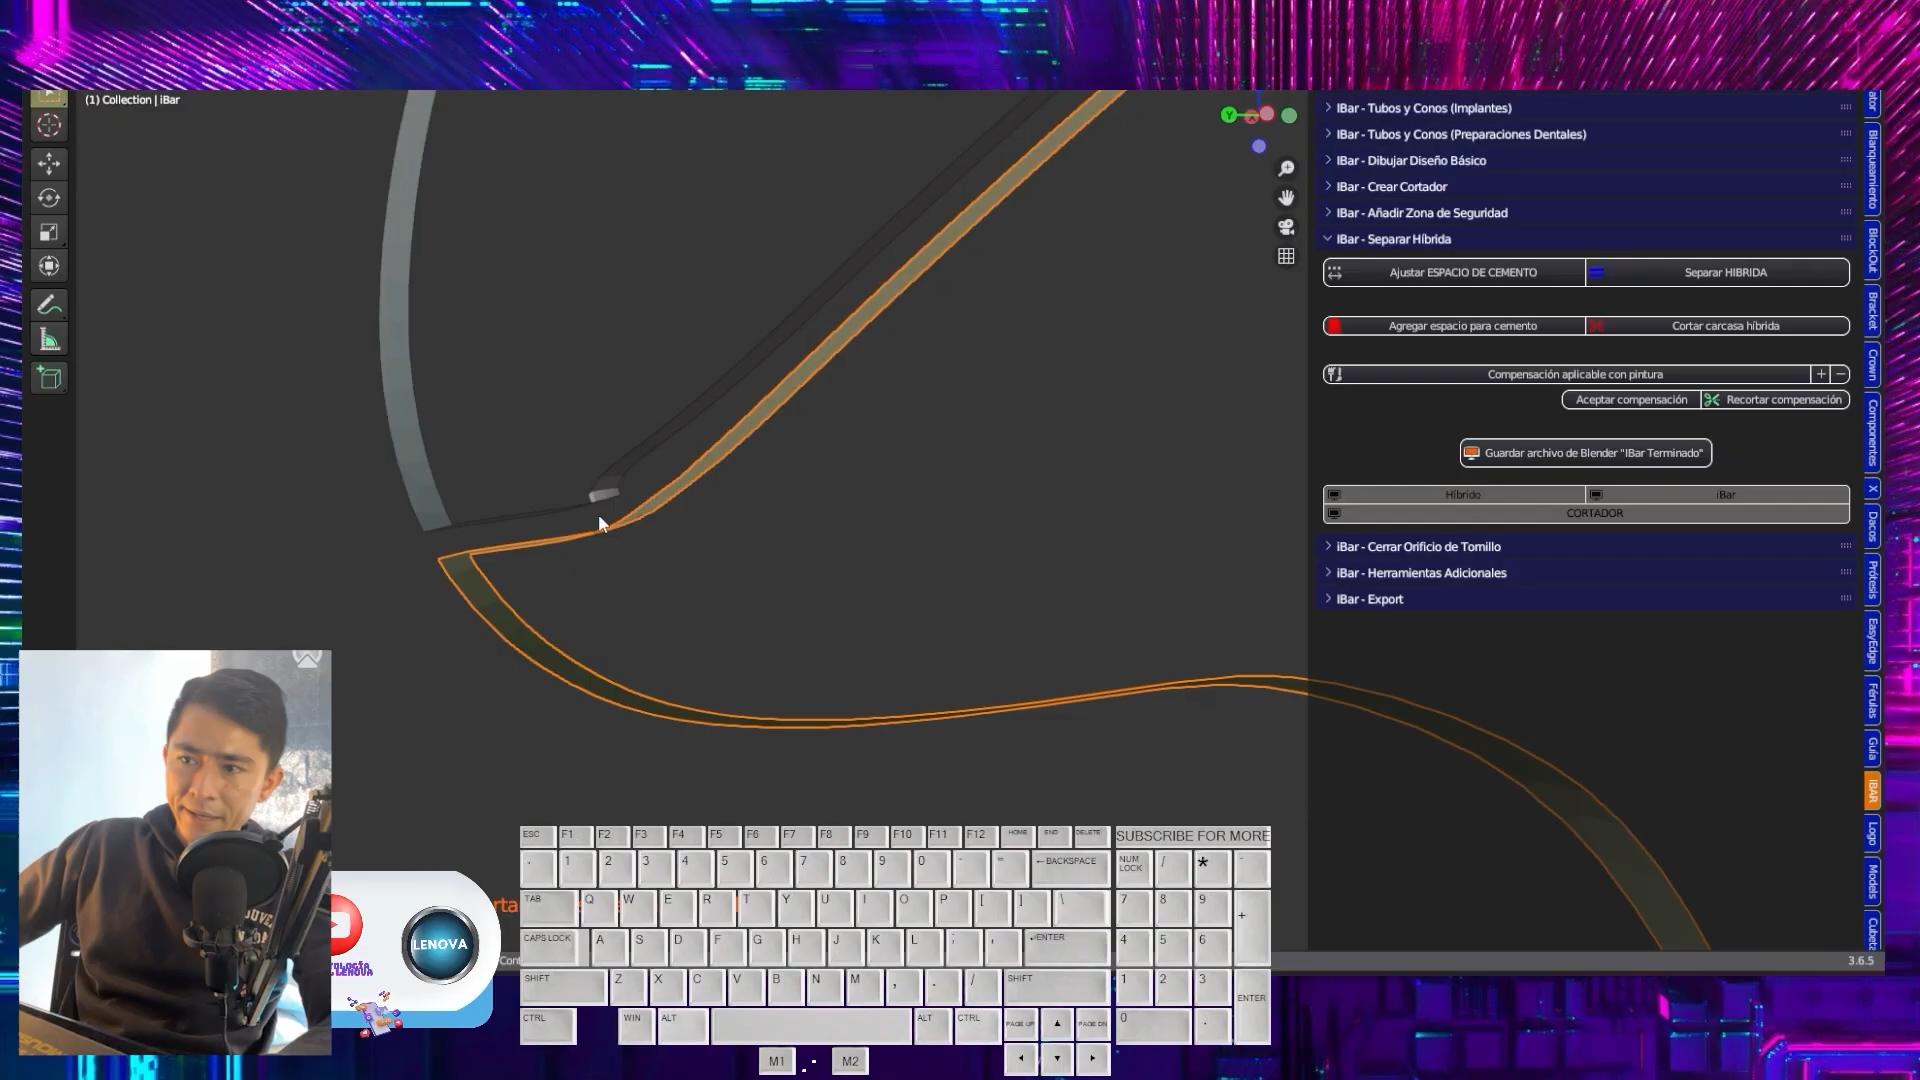 (1) Collection | iBar
Y
IBar - Tubos y Conos (Implantes)
IBar - Tubos y Conos (Preparaciones Dentales)
IBar - Dibujar Diseño Básico
IBar - Crear Cortador
IBar - Añadir Zona de Seguridad
IBar - Separar Híbrida
Ajustar ESPACIO DE CEMENTO
Separar HIBRIDA
Agregar espacio para cemento
Cortar carcasa híbrida
Compensación aplicable con pintura
+ −
Aceptar compensación
Recortar compensación
Guardar archivo de Blender "IBar Terminado"
Híbrido
iBar
CORTADOR
iBar - Cerrar Orificio de Tornillo
iBar - Herramientas Adicionales
IBar - Export
ator
Blanqueamiento
BlockOut
Bracket
Crown
Componentes
X
Dacos
Prótesis
EasyEdge
Férulas
Guía
iBAR
Logo
Models
Cubeta
3.6.5
LENOVA
LENOVA
rta
Cont
ESC F1 F2 F3 F4 F5 F6 F7 F8 F9 F10 F11 F12 HOME END DELETE SUBSCRIBE FOR MORE
. 1 2 3 4 5 6 7 8 9 0 - = ←BACKSPACE NUM LOCK / * -
TAB Q W E R T Y U I O P [ ] \ 7 8 9 +
CAPS LOCK A S D F G H J K L ; , ↵ENTER 4 5 6
SHIFT Z X C V B N M , . / SHIFT 1 2 3 ENTER
CTRL WIN ALT ALT CTRL PAGE UP ▲ PAGE DN 0 .
M1 M2 ◄ ▼ ►